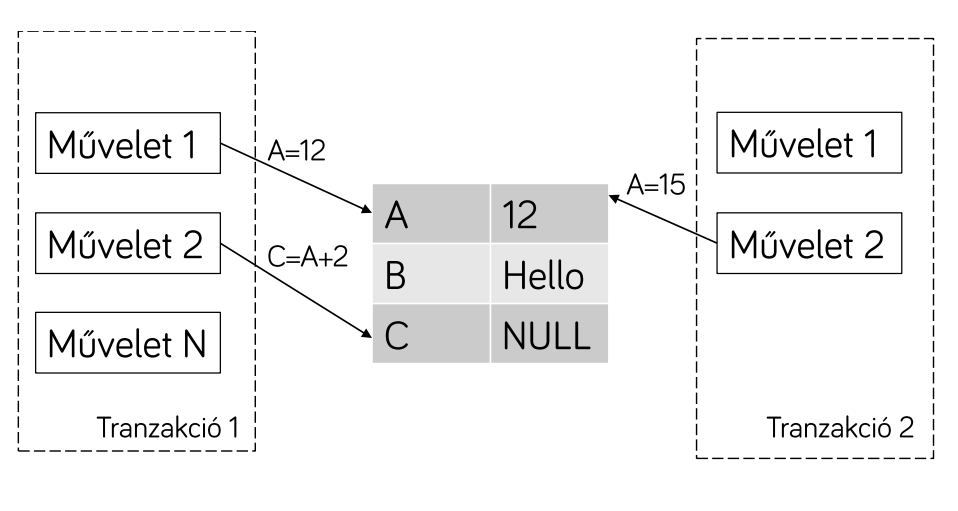 Művelet 1
A=12
Művelet 2
C=A+2
Művelet N
Tranzakció 1
A 12
B Hello
C NULL
A=15
Művelet 1
Művelet 2
Tranzakció 2